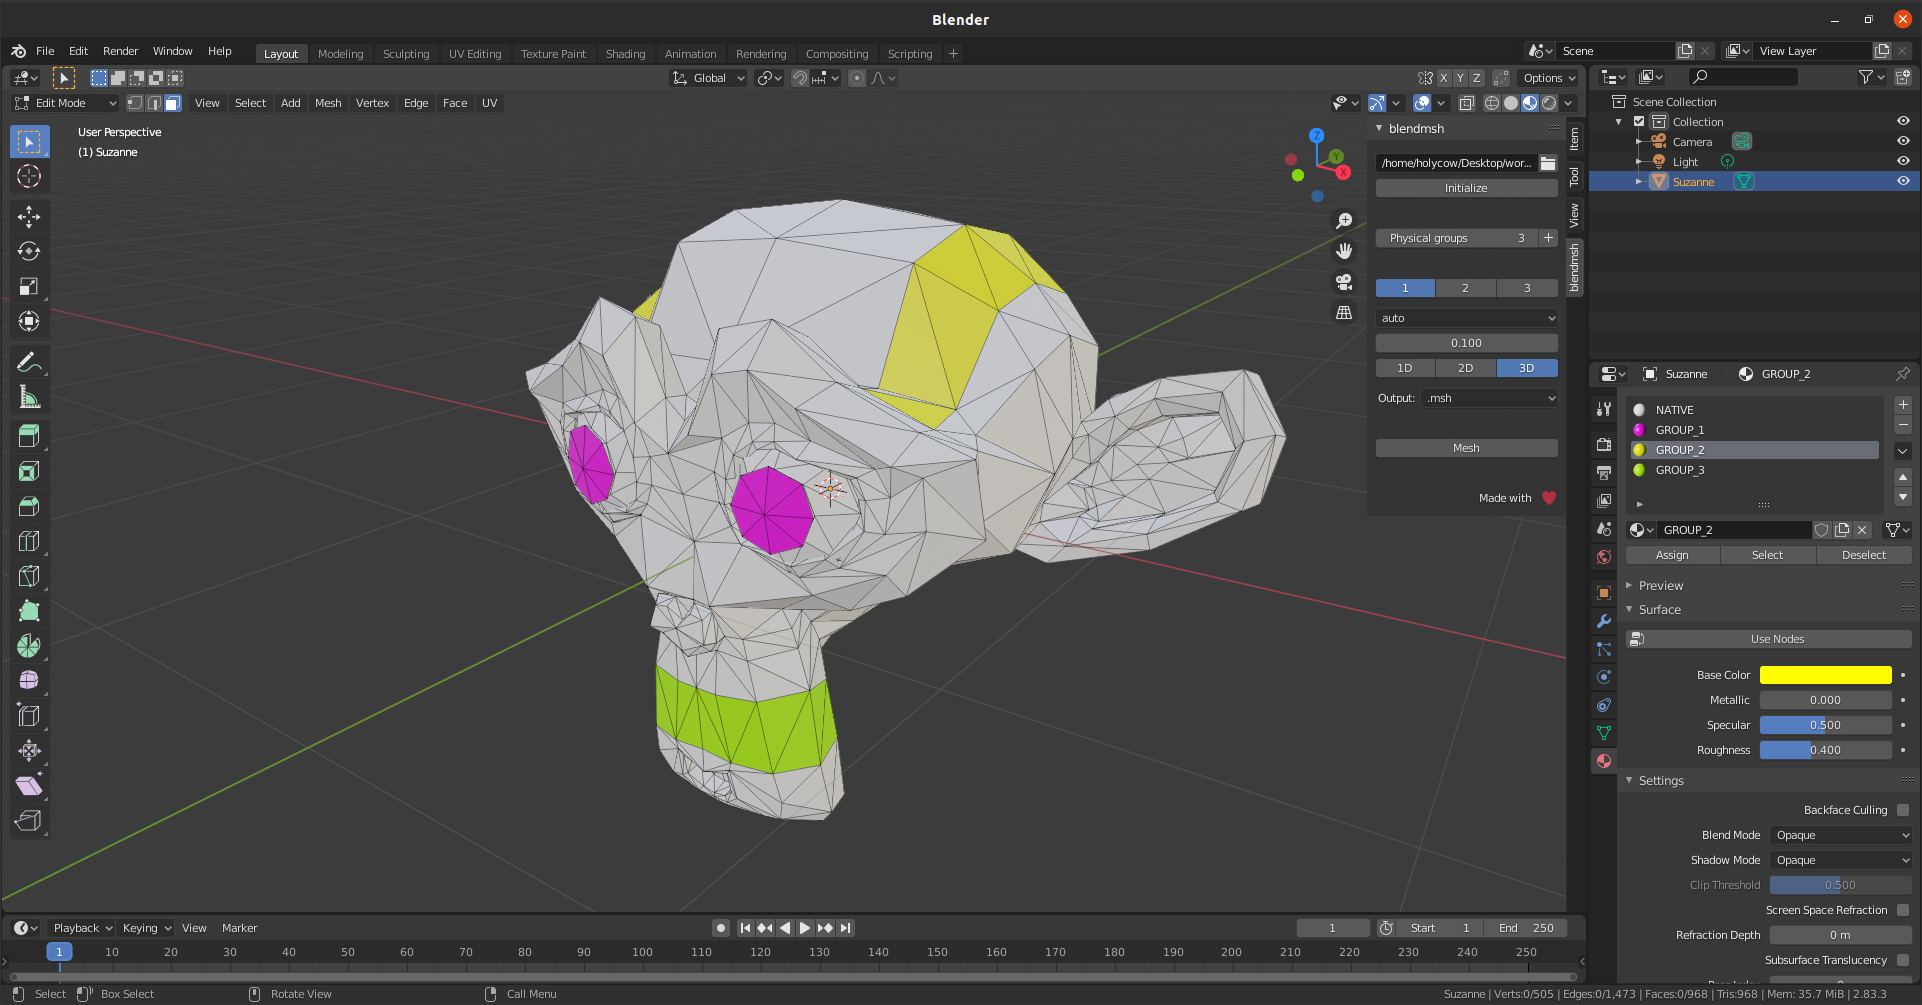 Blender
File Edit Render Window Help Layout Modeling Sculpting UV Editing Texture Paint Shading Animation Rendering Compositing Scripting + Scene View Layer
Global X Y Z Options
Edit Mode View Select Add Mesh Vertex Edge Face UV
User Perspective
(1) Suzanne
Z
Y
X
blendmsh
/home/holycow/Desktop/wor...
Initialize
Physical groups 3 +
1 2 3
auto
0.100
1D 2D 3D
Output: .msh
Mesh
Made with
Item
Tool
View
blendmsh
Scene Collection
Collection
Camera
Light
Suzanne
Suzanne GROUP_2
NATIVE
GROUP_1
GROUP_2
GROUP_3
GROUP_2
Assign Select Deselect
Preview
Surface
Use Nodes
Base Color
Metallic 0.000
Specular 0.500
Roughness 0.400
Settings
Backface Culling
Blend Mode Opaque
Shadow Mode Opaque
Clip Threshold 0.500
Screen Space Refraction
Refraction Depth 0 m
Subsurface Translucency
Playback Keying View Marker 1 Start 1 End 250
1 10 20 30 40 50 60 70 80 90 100 110 120 130 140 150 160 170 180 190 200 210 220 230 240 250
Select Box Select Rotate View Call Menu Suzanne | Verts:0/505 | Edges:0/1,473 | Faces:0/968 | Tris:968 | Mem: 35.7 MiB | 2.83.3